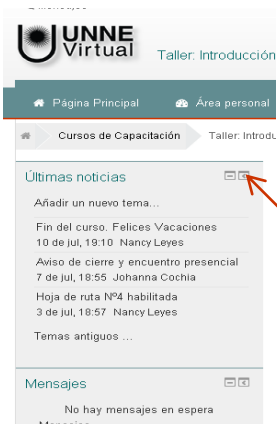 UNNE
Virtual
Taller: Introducción
Página Principal
Área personal
Cursos de Capacitación
Taller: Introdu
Últimas noticias
Añadir un nuevo tema...
Fin del curso. Felices Vacaciones
10 de jul, 19:10 Nancy Leyes
Aviso de cierre y encuentro presencial
7 de jul, 18:55 Johanna Cochia
Hoja de ruta Nº4 habilitada
3 de jul, 18:57 Nancy Leyes
Temas antiguos ...
Mensajes
No hay mensajes en espera